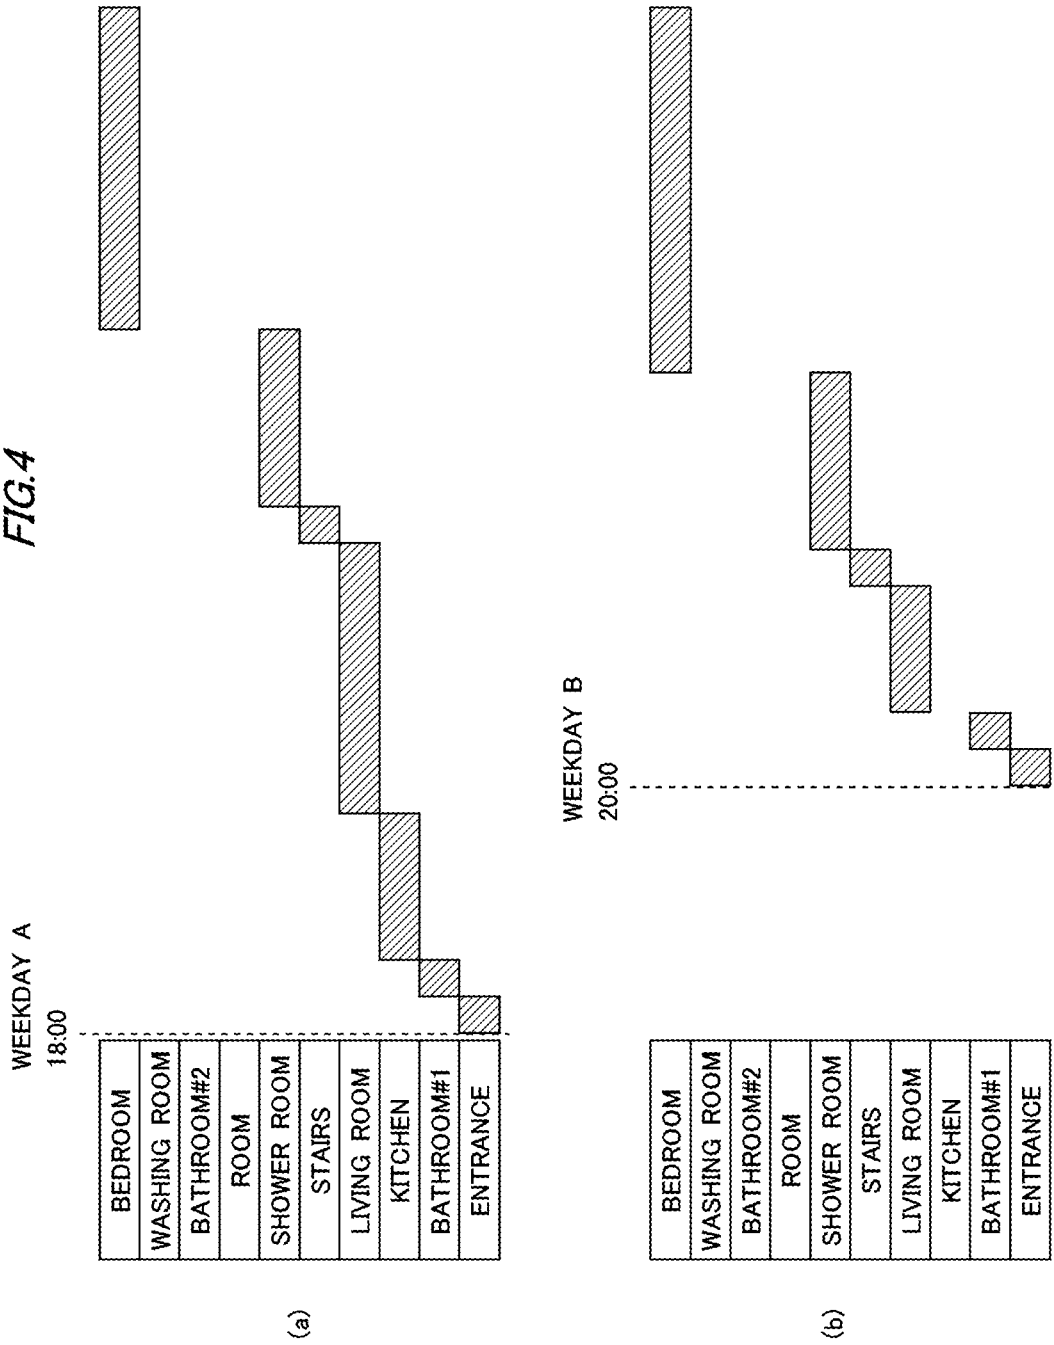 FIG.4
WEEKDAY A
18:00
BEDROOM
WASHING ROOM
BATHROOM#2
ROOM
SHOWER ROOM
STAIRS
LIVING ROOM
KITCHEN
BATHROOM#1
ENTRANCE
(a)
WEEKDAY B
20:00
BEDROOM
WASHING ROOM
BATHROOM#2
ROOM
SHOWER ROOM
STAIRS
LIVING ROOM
KITCHEN
BATHROOM#1
ENTRANCE
(b)